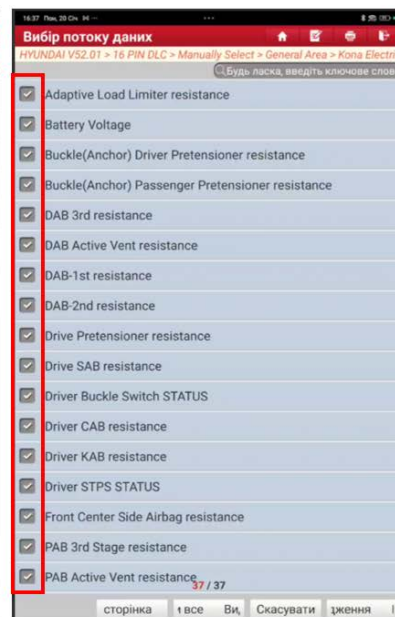 16:37 Пон, 20 Січ
Вибір потоку даних
HYUNDAI V52.01 > 16 PIN DLC > Manually Select > General Area > Kona Electri
Будь ласка, введіть ключове слов
Adaptive Load Limiter resistance
Battery Voltage
Buckle(Anchor) Driver Pretensioner resistance
Buckle(Anchor) Passenger Pretensioner resistance
DAB 3rd resistance
DAB Active Vent resistance
DAB-1st resistance
DAB-2nd resistance
Drive Pretensioner resistance
Drive SAB resistance
Driver Buckle Switch STATUS
Driver CAB resistance
Driver KAB resistance
Driver STPS STATUS
Front Center Side Airbag resistance
PAB 3rd Stage resistance
PAB Active Vent resistance
37 / 37
сторінка все Ви, Скасувати дження